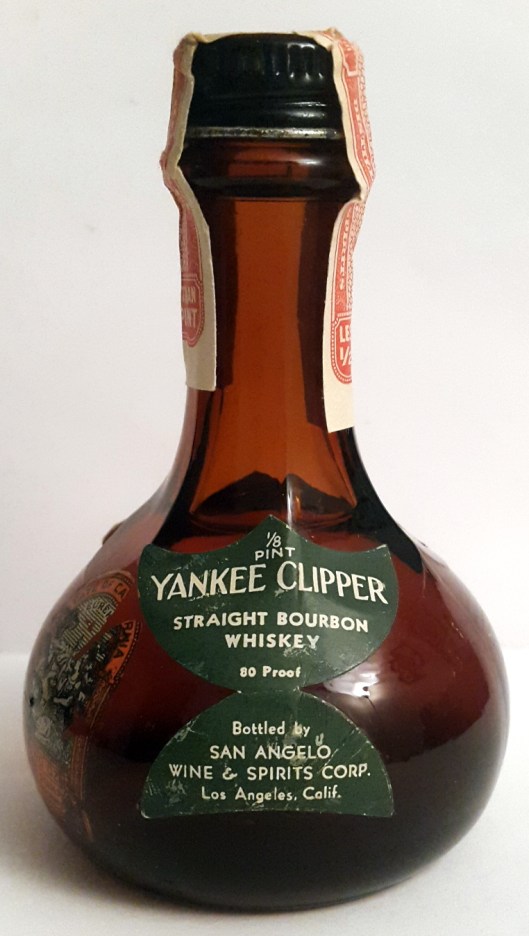 1/8
PINT
YANKEE CLIPPER
STRAIGHT BOURBON
WHISKEY
80 Proof
Bottled by
SAN ANGELO
WINE & SPIRITS CORP.
Los Angeles, Calif.